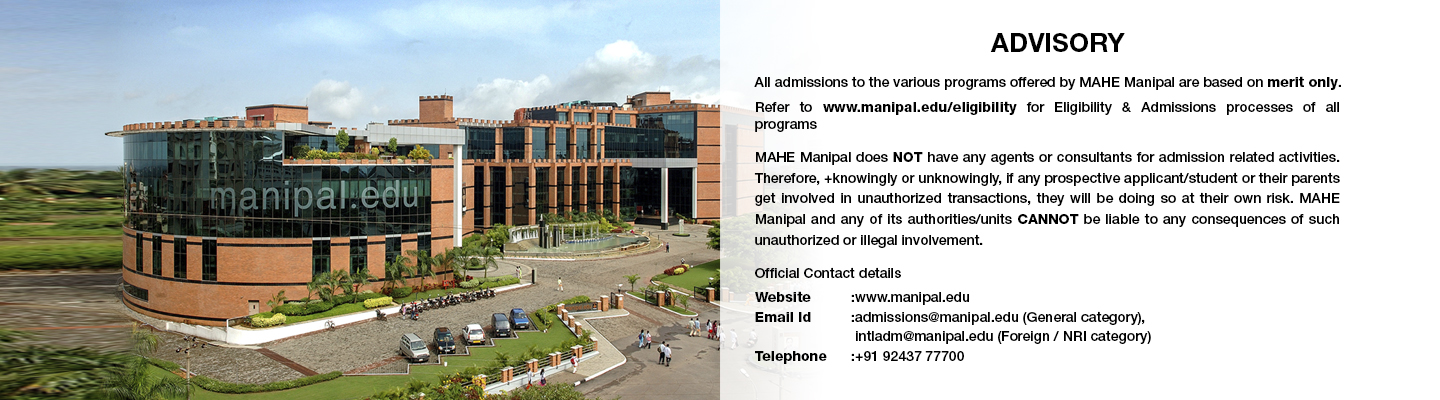 manipal.edu
ADVISORY
All admissions to the various programs offered by MAHE Manipal are based on merit only.
Refer to www.manipal.edu/eligibility for Eligibility & Admissions processes of all
programs
MAHE Manipal does NOT have any agents or consultants for admission related activities.
Therefore, +knowingly or unknowingly, if any prospective applicant/student or their parents
get involved in unauthorized transactions, they will be doing so at their own risk. MAHE
Manipal and any of its authorities/units CANNOT be liable to any consequences of such
unauthorized or illegal involvement.
Official Contact details
Website :www.manipal.edu
Email Id :admissions@manipal.edu (General category),
intladm@manipal.edu (Foreign / NRI category)
Telephone :+91 92437 77700